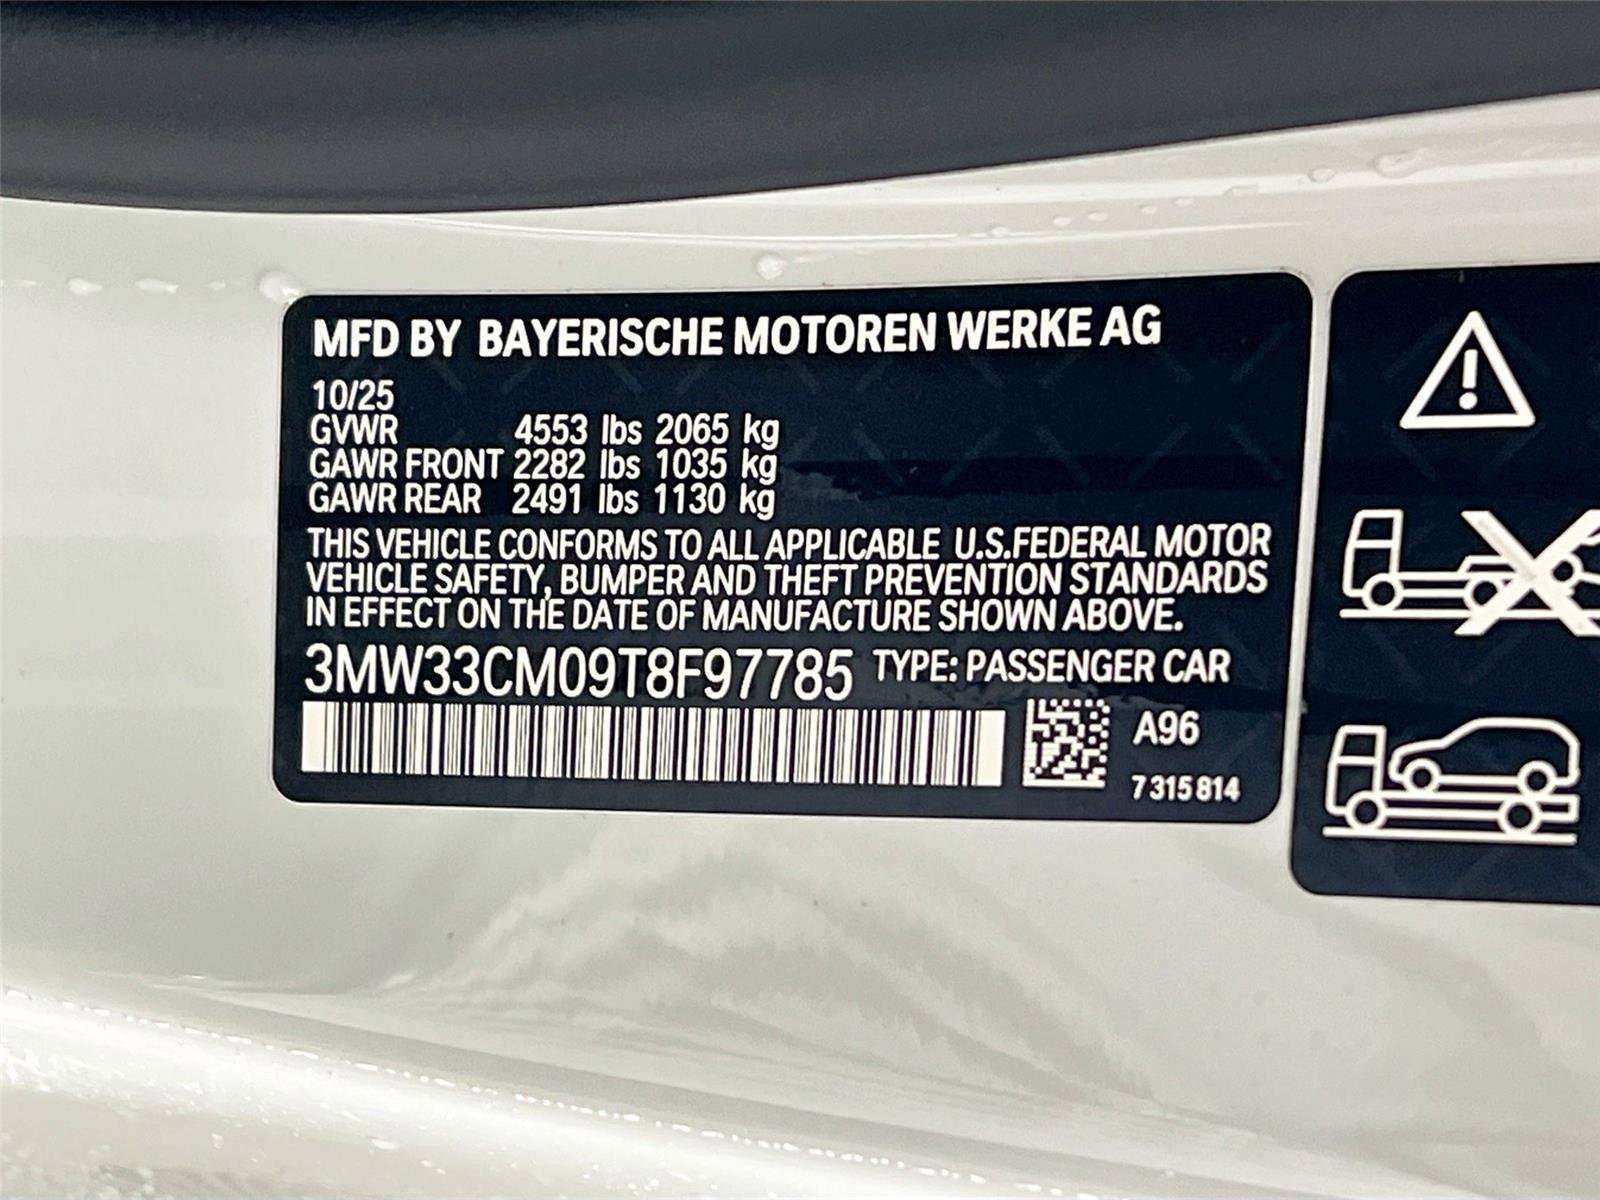 MFD BY BAYERISCHE MOTOREN WERKE AG
10/25
GVWR 4553 lbs 2065 kg
GAWR FRONT 2282 lbs 1035 kg
GAWR REAR 2491 lbs 1130 kg
THIS VEHICLE CONFORMS TO ALL APPLICABLE U.S.FEDERAL MOTOR
VEHICLE SAFETY, BUMPER AND THEFT PREVENTION STANDARDS
IN EFFECT ON THE DATE OF MANUFACTURE SHOWN ABOVE.
3MW33CM09T8F97785 TYPE: PASSENGER CAR
A96
7 315 814